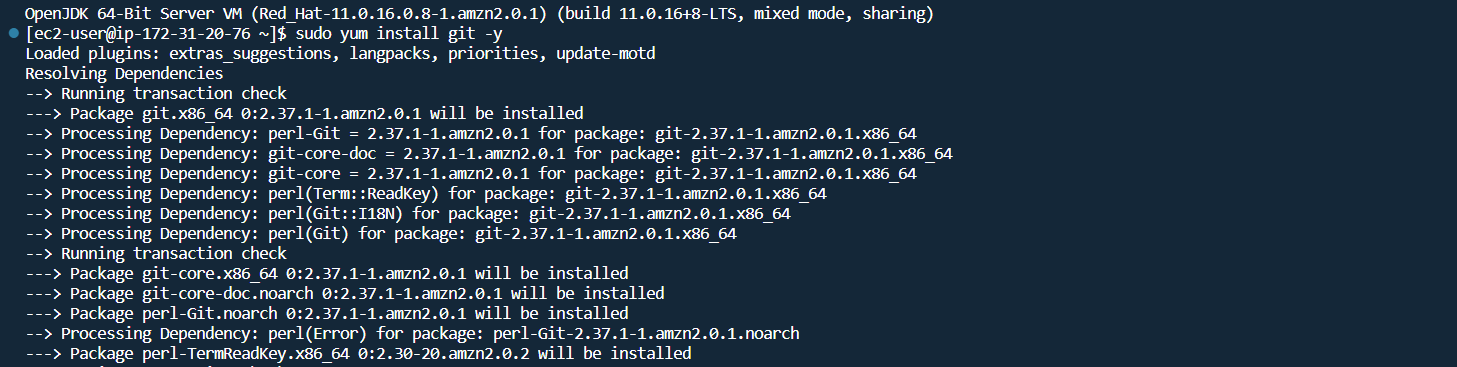 OpenJDK 64-Bit Server VM (Red_Hat-11.0.16.0.8-1.amzn2.0.1) (build 11.0.16+8-LTS, mixed mode, sharing)
[ec2-user@ip-172-31-20-76 ~]$ sudo yum install git -y
Loaded plugins: extras_suggestions, langpacks, priorities, update-motd
Resolving Dependencies
--> Running transaction check
---> Package git.x86_64 0:2.37.1-1.amzn2.0.1 will be installed
--> Processing Dependency: perl-Git = 2.37.1-1.amzn2.0.1 for package: git-2.37.1-1.amzn2.0.1.x86_64
--> Processing Dependency: git-core-doc = 2.37.1-1.amzn2.0.1 for package: git-2.37.1-1.amzn2.0.1.x86_64
--> Processing Dependency: git-core = 2.37.1-1.amzn2.0.1 for package: git-2.37.1-1.amzn2.0.1.x86_64
--> Processing Dependency: perl(Term::ReadKey) for package: git-2.37.1-1.amzn2.0.1.x86_64
--> Processing Dependency: perl(Git::I18N) for package: git-2.37.1-1.amzn2.0.1.x86_64
--> Processing Dependency: perl(Git) for package: git-2.37.1-1.amzn2.0.1.x86_64
--> Running transaction check
---> Package git-core.x86_64 0:2.37.1-1.amzn2.0.1 will be installed
---> Package git-core-doc.noarch 0:2.37.1-1.amzn2.0.1 will be installed
---> Package perl-Git.noarch 0:2.37.1-1.amzn2.0.1 will be installed
--> Processing Dependency: perl(Error) for package: perl-Git-2.37.1-1.amzn2.0.1.noarch
---> Package perl-TermReadKey.x86_64 0:2.30-20.amzn2.0.2 will be installed